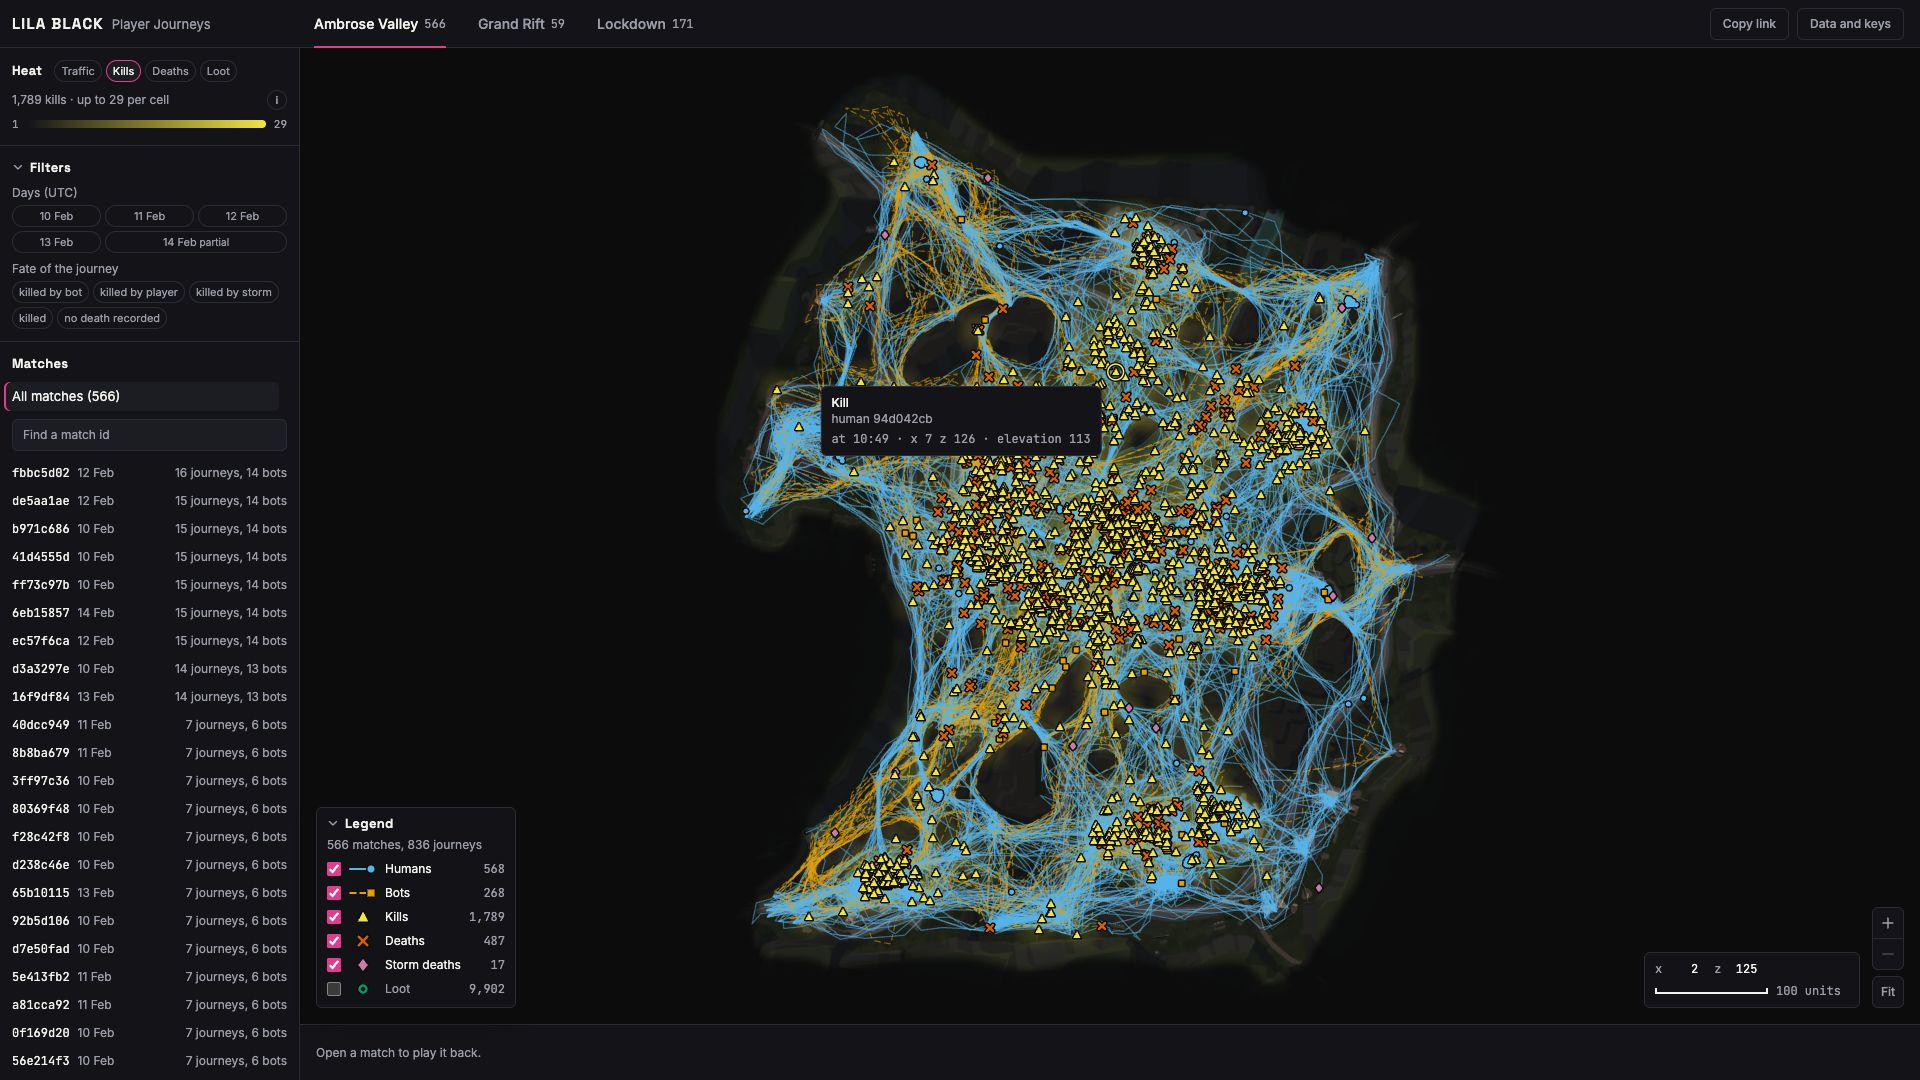 LILA BLACK Player Journeys
Ambrose Valley 566 Grand Rift 59 Lockdown 171
Copy link Data and keys
Heat Traffic Kills Deaths Loot
1,789 kills · up to 29 per cell i
1 29
Filters
Days (UTC)
10 Feb 11 Feb 12 Feb
13 Feb 14 Feb partial
Fate of the journey
killed by bot killed by player killed by storm
killed no death recorded
Matches
All matches (566)
Find a match id
fbbc5d02 12 Feb 16 journeys, 14 bots
de5aa1ae 12 Feb 15 journeys, 14 bots
b971c686 10 Feb 15 journeys, 14 bots
41d4555d 10 Feb 15 journeys, 14 bots
ff73c97b 10 Feb 15 journeys, 14 bots
6eb15857 14 Feb 15 journeys, 14 bots
ec57f6ca 12 Feb 15 journeys, 14 bots
d3a3297e 10 Feb 14 journeys, 13 bots
16f9df84 13 Feb 14 journeys, 13 bots
40dcc949 11 Feb 7 journeys, 6 bots
8b8ba679 11 Feb 7 journeys, 6 bots
3ff97c36 10 Feb 7 journeys, 6 bots
80369f48 10 Feb 7 journeys, 6 bots
f28c42f8 10 Feb 7 journeys, 6 bots
d238c46e 10 Feb 7 journeys, 6 bots
65b10115 13 Feb 7 journeys, 6 bots
92b5d106 10 Feb 7 journeys, 6 bots
d7e50fad 10 Feb 7 journeys, 6 bots
5e413fb2 11 Feb 7 journeys, 6 bots
a81cca92 11 Feb 7 journeys, 6 bots
0f169d20 10 Feb 7 journeys, 6 bots
56e214f3 10 Feb 7 journeys, 6 bots
Kill
human 94d042cb
at 10:49 · x 7 z 126 · elevation 113
Legend
566 matches, 836 journeys
Humans 568
Bots 268
Kills 1,789
Deaths 487
Storm deaths 17
Loot 9,902
x 2 z 125
100 units
+
−
Fit
Open a match to play it back.